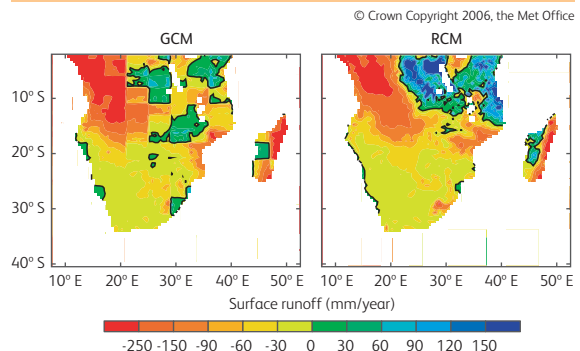 © Crown Copyright 2006, the Met Office
GCM RCM
10° S
20° S
30° S
40° S
10° E 20° E 30° E 40° E 50° E 10° E 20° E 30° E 40° E 50° E
Surface runoff (mm/year)
-250 -150 -90 -60 -30 0 30 60 90 120 150